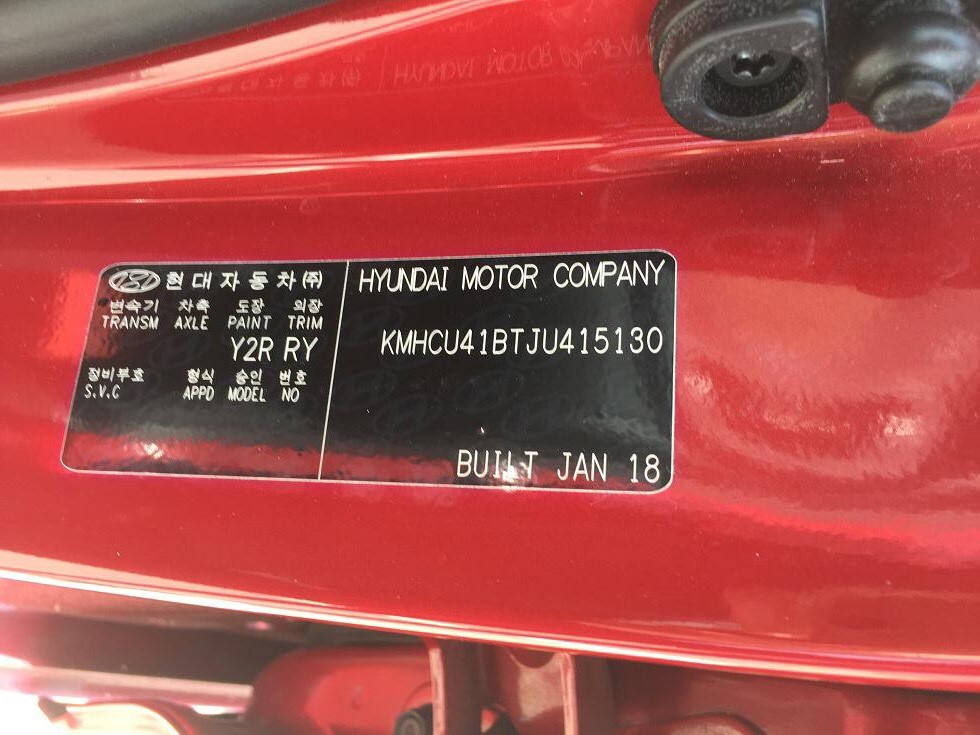 현대자동차㈜
변속기 차축 도장 의장
TRANSM AXLE PAINT TRIM
Y2R RY
정비부호 형식 승인 번호
S.V.C APPD MODEL NO
HYUNDAI MOTOR COMPANY
KMHCU41BTJU415130
BUILT JAN 18